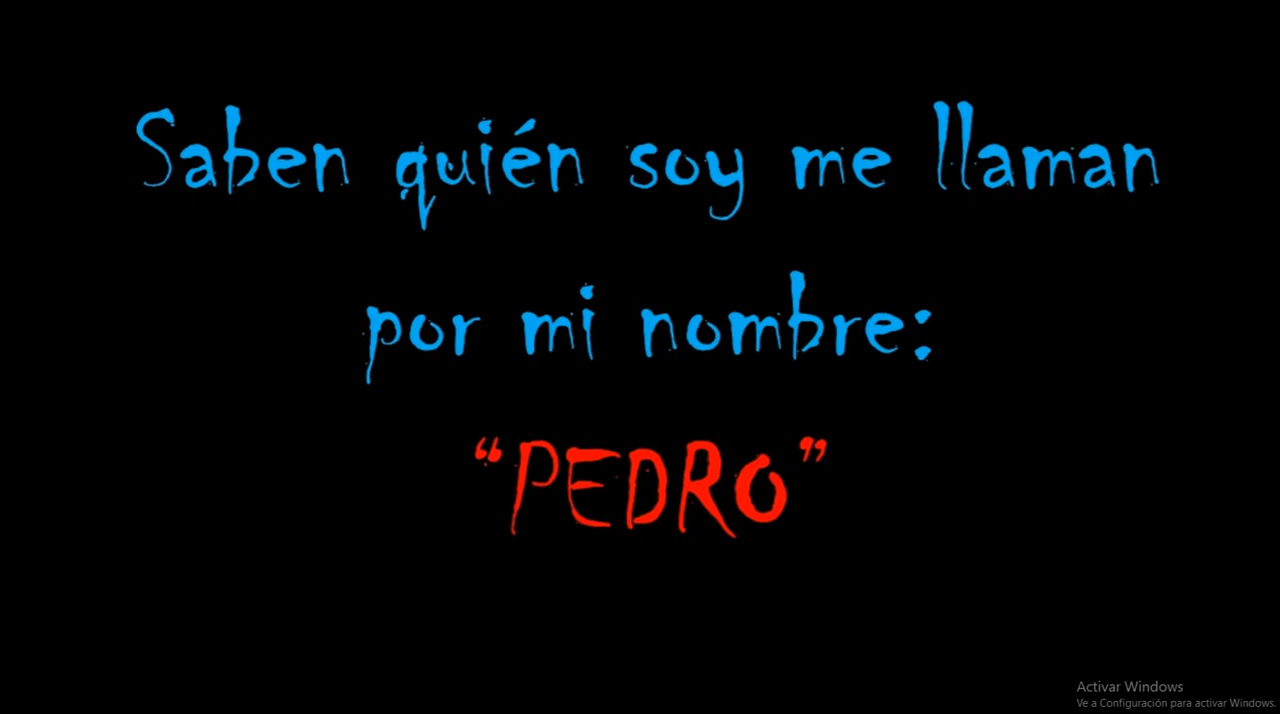 Saben quién soy me llaman
por mi nombre:
“PEDRO”
Activar Windows
Ve a Configuración para activar Windows.